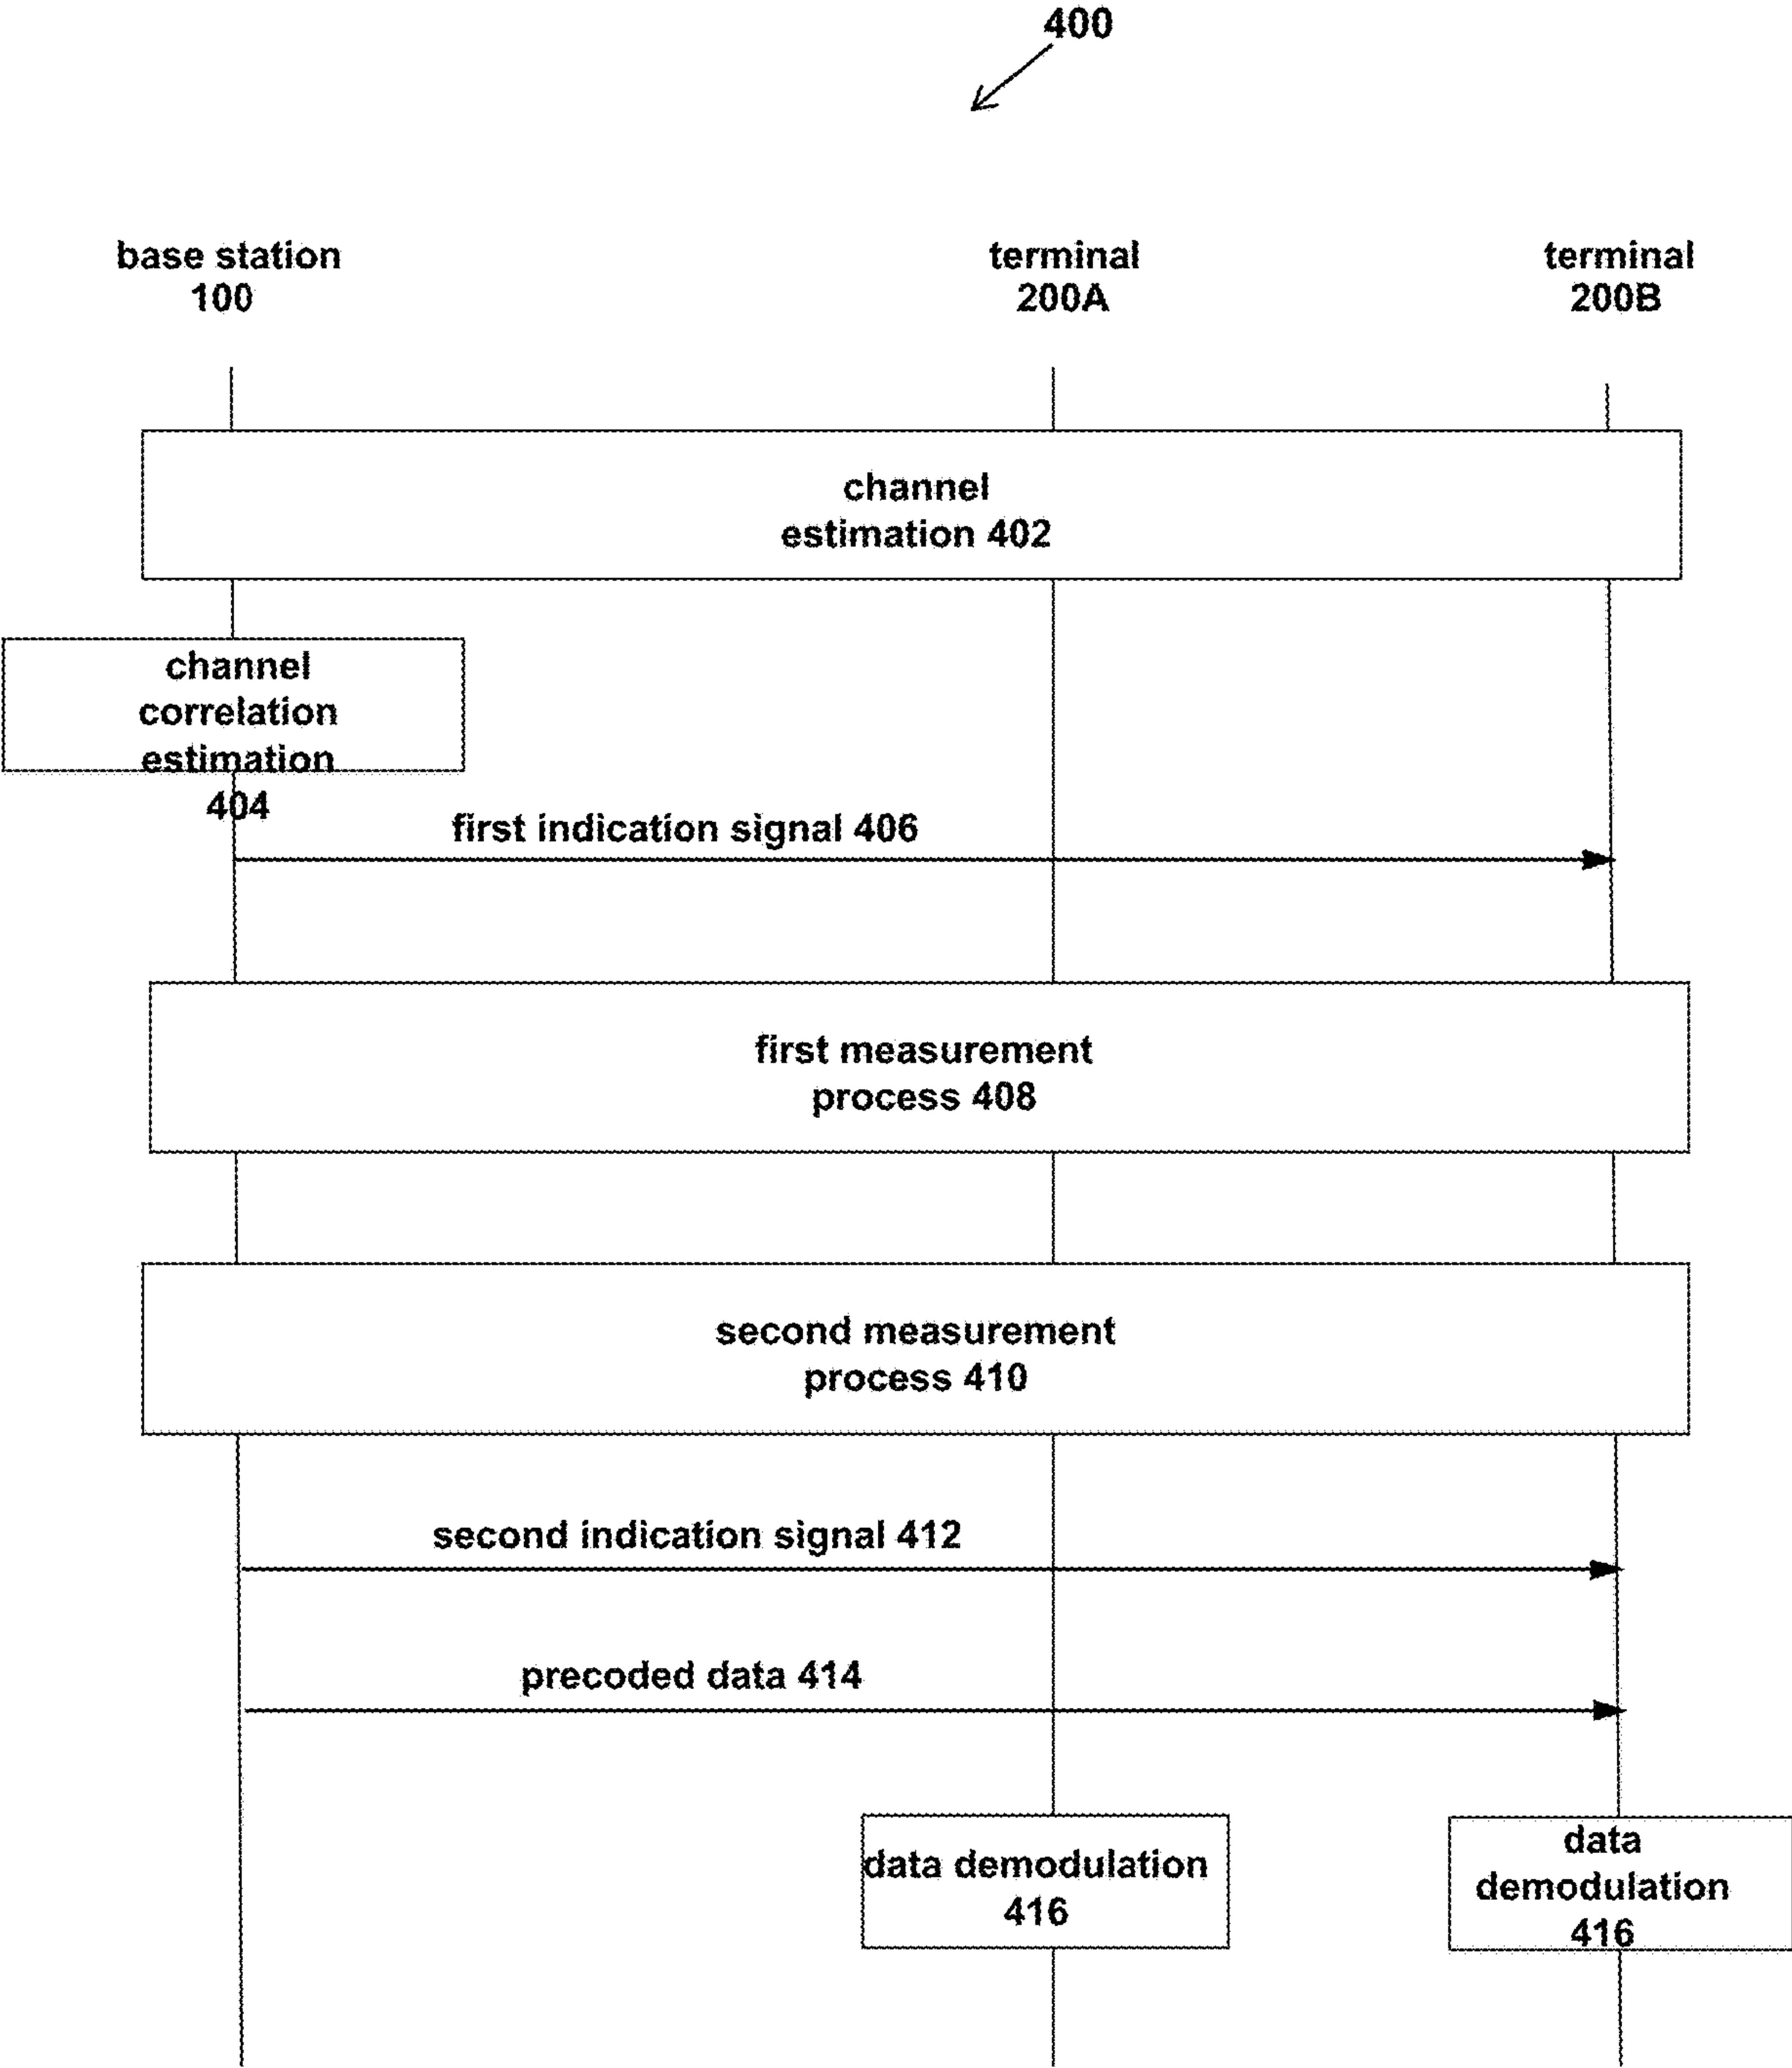 400
base station
100
terminal
200A
terminal
200B
channel
estimation 402
channel
correlation
estimation
404
first indication signal 406
first measurement
process 408
second measurement
process 410
second indication signal 412
precoded data 414
data demodulation
416
data
demodulation
416